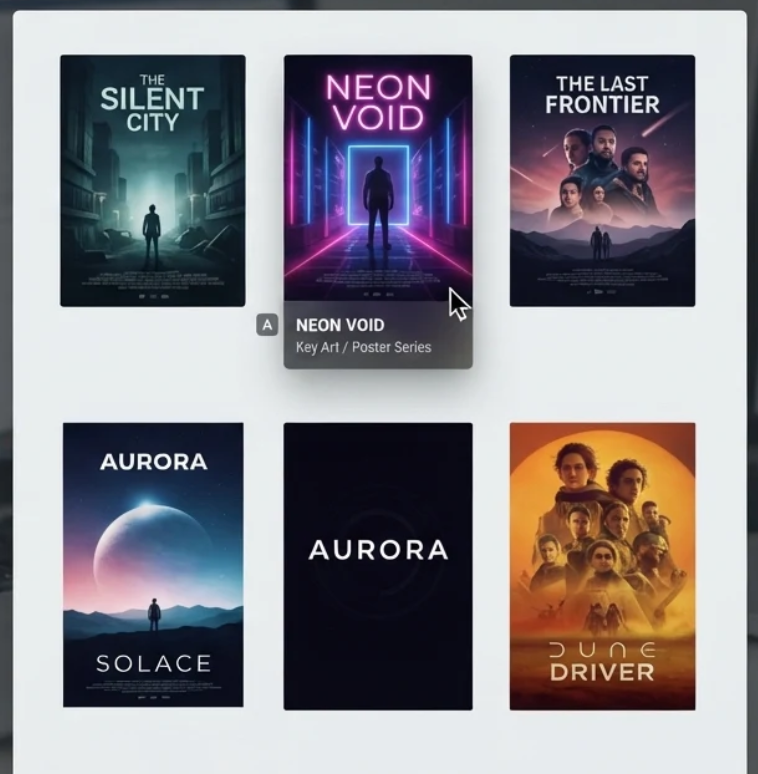 THE
SILENT
CITY
NEON
VOID
THE LAST
FRONTIER
A
NEON VOID
Key Art / Poster Series
AURORA
SOLACE
AURORA
DUNE
DRIVER